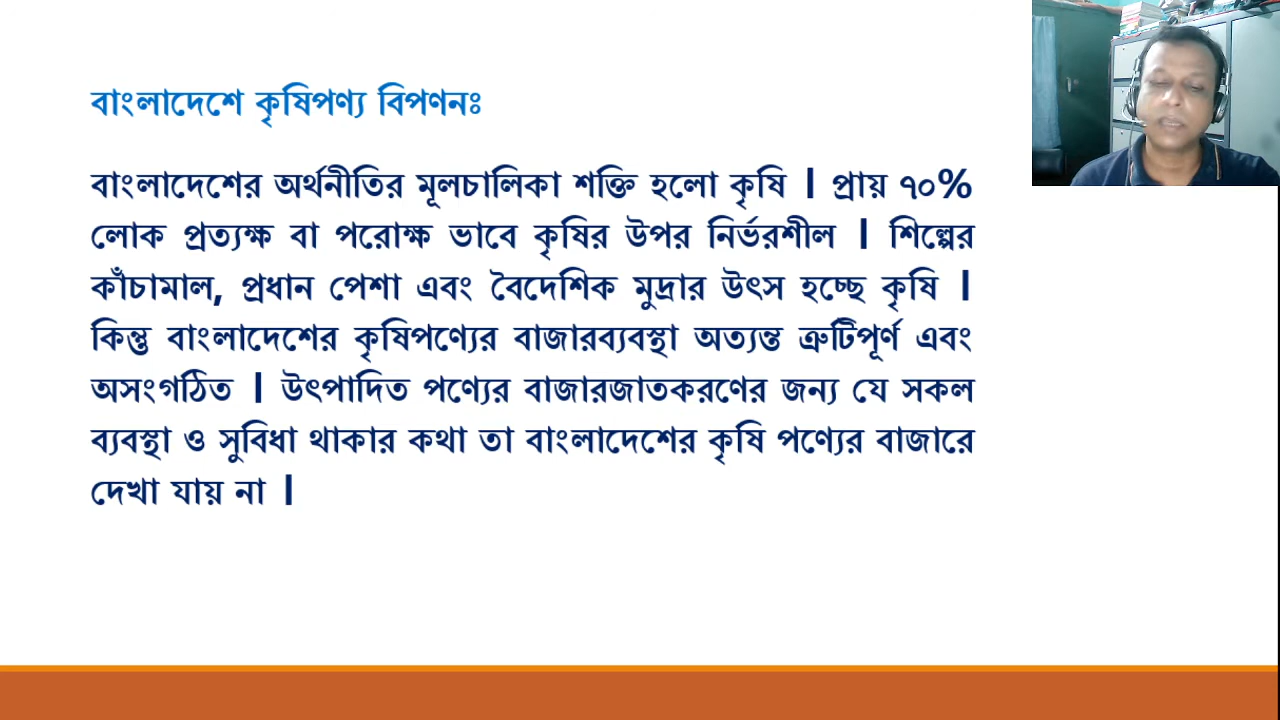 বাংলাদেশে কৃষিপণ্য বিপণনঃ
বাংলাদেশের অর্থনীতির মূলচালিকা শক্তি হলো কৃষি । প্রায় ৭০%
লোক প্রত্যক্ষ বা পরোক্ষ ভাবে কৃষির উপর নির্ভরশীল । শিল্পের
কাঁচামাল, প্রধান পেশা এবং বৈদেশিক মুদ্রার উৎস হচ্ছে কৃষি ।
কিন্তু বাংলাদেশের কৃষিপণ্যের বাজারব্যবস্থা অত্যন্ত ত্রুটিপূর্ণ এবং
অসংগঠিত । উৎপাদিত পণ্যের বাজারজাতকরণের জন্য যে সকল
ব্যবস্থা ও সুবিধা থাকার কথা তা বাংলাদেশের কৃষি পণ্যের বাজারে
দেখা যায় না ।